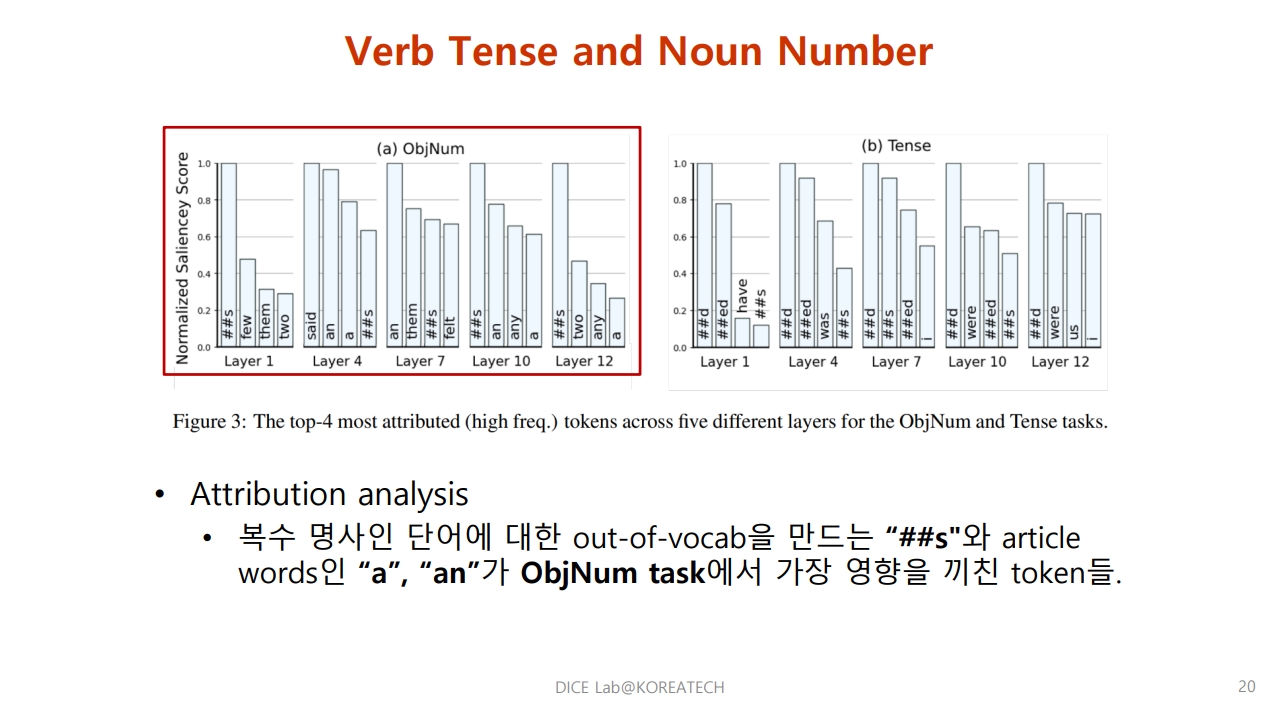 Verb Tense and Noun Number
(a) ObjNum
Normalized Saliencey Score
1.0
0.8
0.6
0.4
0.2
0.0
##s few them two
said an a ##s
an them ##s felt
##s an any a
##s two any a
Layer 1 Layer 4 Layer 7 Layer 10 Layer 12
(b) Tense
1.0
0.8
0.6
0.4
0.2
0.0
##d ##ed have ##s
##d ##ed was ##s
##d ##s ##ed i
##d were ##ed ##s
##d were us i
Layer 1 Layer 4 Layer 7 Layer 10 Layer 12
Figure 3: The top-4 most attributed (high freq.) tokens across five different layers for the ObjNum and Tense tasks.
• Attribution analysis
• 복수 명사인 단어에 대한 out-of-vocab을 만드는 “##s"와 article
words인 “a”, “an”가 ObjNum task에서 가장 영향을 끼친 token들.
DICE Lab@KOREATECH
20